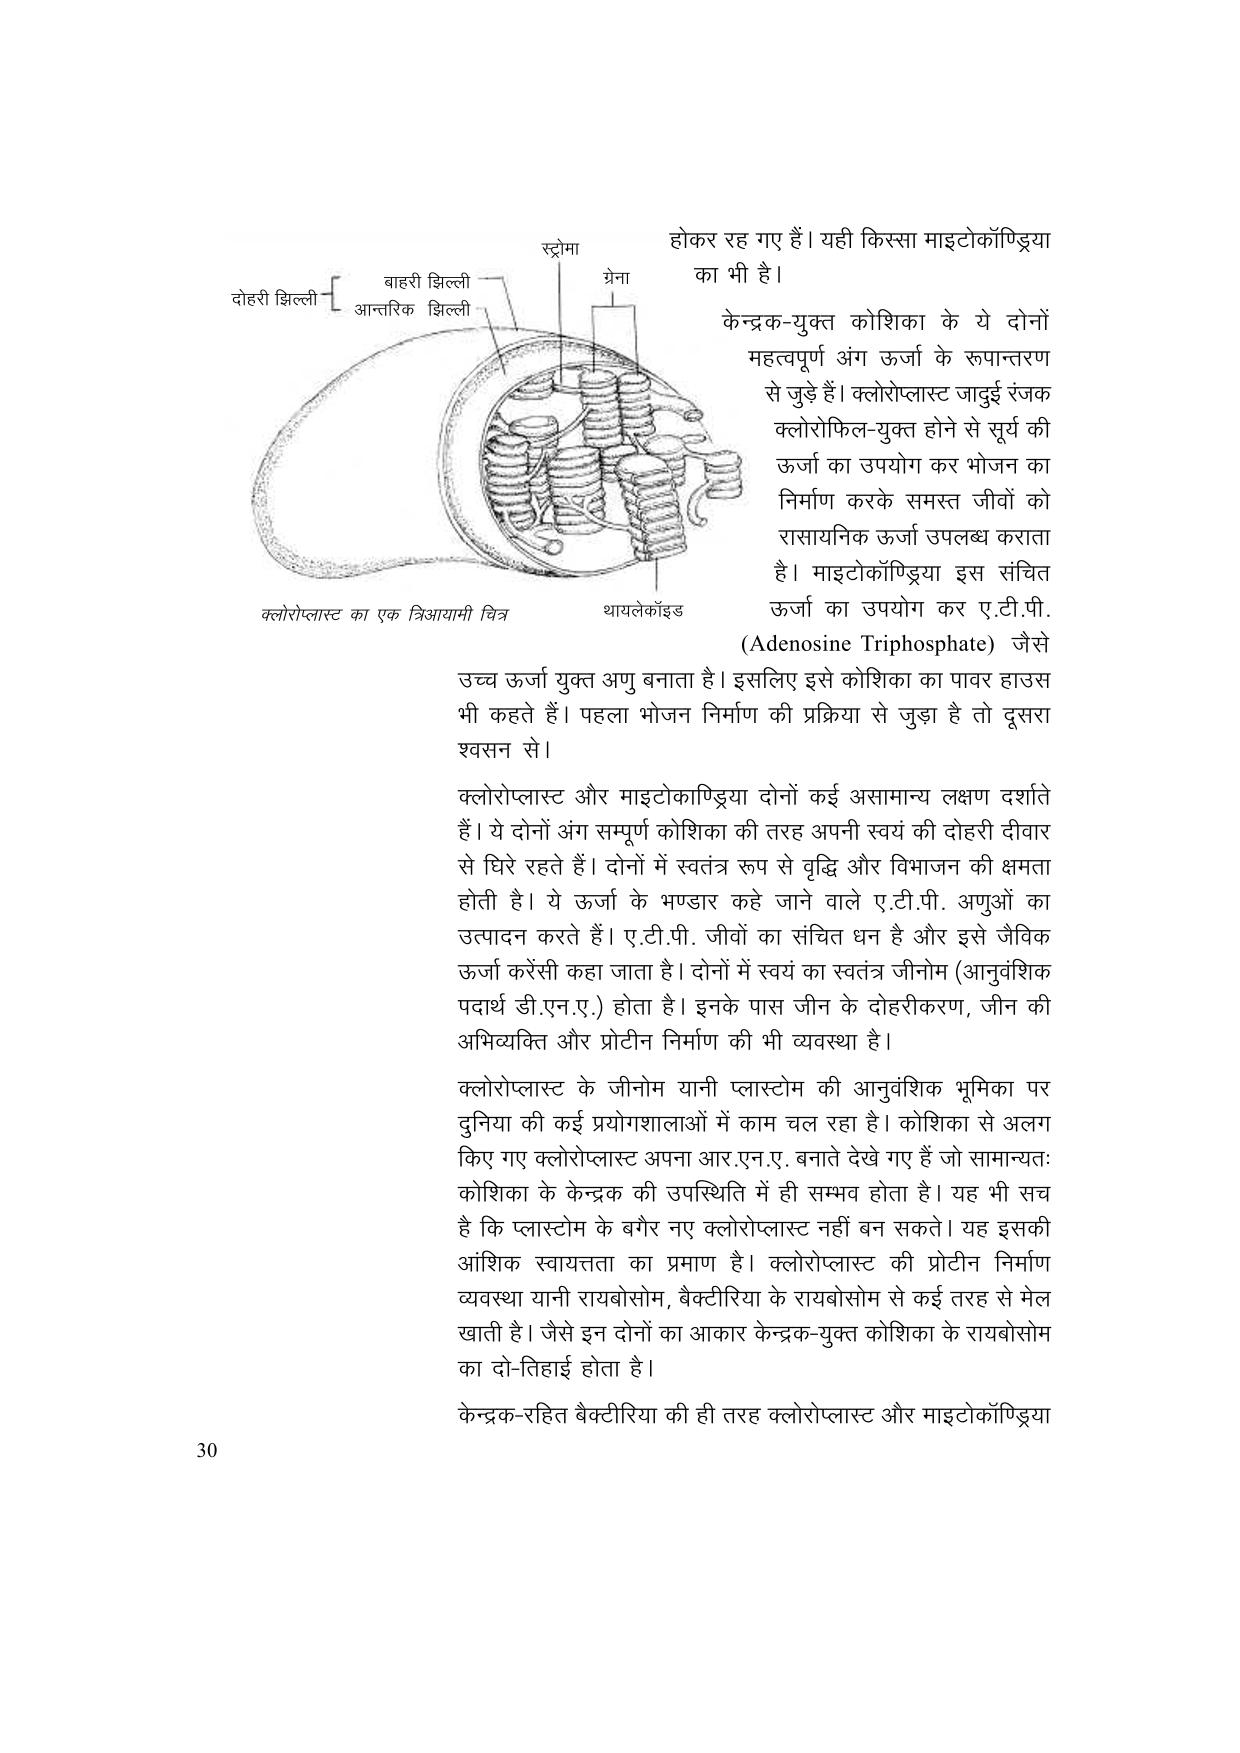 स्ट्रोमा
ग्रेना
बाहरी झिल्ली
दोहरी झिल्ली
आन्तरिक झिल्ली
क्लोरोप्लास्ट का एक त्रिआयामी चित्र
थायलेकॉइड
होकर रह गए हैं। यही किस्सा माइटोकॉण्ड्रिया
का भी है।
केन्द्रक-युक्त कोशिका के ये दोनों
महत्वपूर्ण अंग ऊर्जा के रूपान्तरण
से जुड़े हैं। क्लोरोप्लास्ट जादुई रंजक
क्लोरोफिल-युक्त होने से सूर्य की
ऊर्जा का उपयोग कर भोजन का
निर्माण करके समस्त जीवों को
रासायनिक ऊर्जा उपलब्ध कराता
है। माइटोकॉण्ड्रिया इस संचित
ऊर्जा का उपयोग कर ए.टी.पी.
(Adenosine Triphosphate) जैसे
उच्च ऊर्जा युक्त अणु बनाता है। इसलिए इसे कोशिका का पावर हाउस
भी कहते हैं। पहला भोजन निर्माण की प्रक्रिया से जुड़ा है तो दूसरा
श्वसन से।
क्लोरोप्लास्ट और माइटोकाण्ड्रिया दोनों कई असामान्य लक्षण दर्शाते
हैं। ये दोनों अंग सम्पूर्ण कोशिका की तरह अपनी स्वयं की दोहरी दीवार
से घिरे रहते हैं। दोनों में स्वतंत्र रूप से वृद्धि और विभाजन की क्षमता
होती है। ये ऊर्जा के भण्डार कहे जाने वाले ए.टी.पी. अणुओं का
उत्पादन करते हैं। ए.टी.पी. जीवों का संचित धन है और इसे जैविक
ऊर्जा करेंसी कहा जाता है। दोनों में स्वयं का स्वतंत्र जीनोम (आनुवंशिक
पदार्थ डी.एन.ए.) होता है। इनके पास जीन के दोहरीकरण, जीन की
अभिव्यक्ति और प्रोटीन निर्माण की भी व्यवस्था है।
क्लोरोप्लास्ट के जीनोम यानी प्लास्टोम की आनुवंशिक भूमिका पर
दुनिया की कई प्रयोगशालाओं में काम चल रहा है। कोशिका से अलग
किए गए क्लोरोप्लास्ट अपना आर.एन.ए. बनाते देखे गए हैं जो सामान्यतः
कोशिका के केन्द्रक की उपस्थिति में ही सम्भव होता है। यह भी सच
है कि प्लास्टोम के बगैर नए क्लोरोप्लास्ट नहीं बन सकते। यह इसकी
आंशिक स्वायत्तता का प्रमाण है। क्लोरोप्लास्ट की प्रोटीन निर्माण
व्यवस्था यानी रायबोसोम, बैक्टीरिया के रायबोसोम से कई तरह से मेल
खाती है। जैसे इन दोनों का आकार केन्द्रक-युक्त कोशिका के रायबोसोम
का दो-तिहाई होता है।
केन्द्रक-रहित बैक्टीरिया की ही तरह क्लोरोप्लास्ट और माइटोकॉण्ड्रिया
30